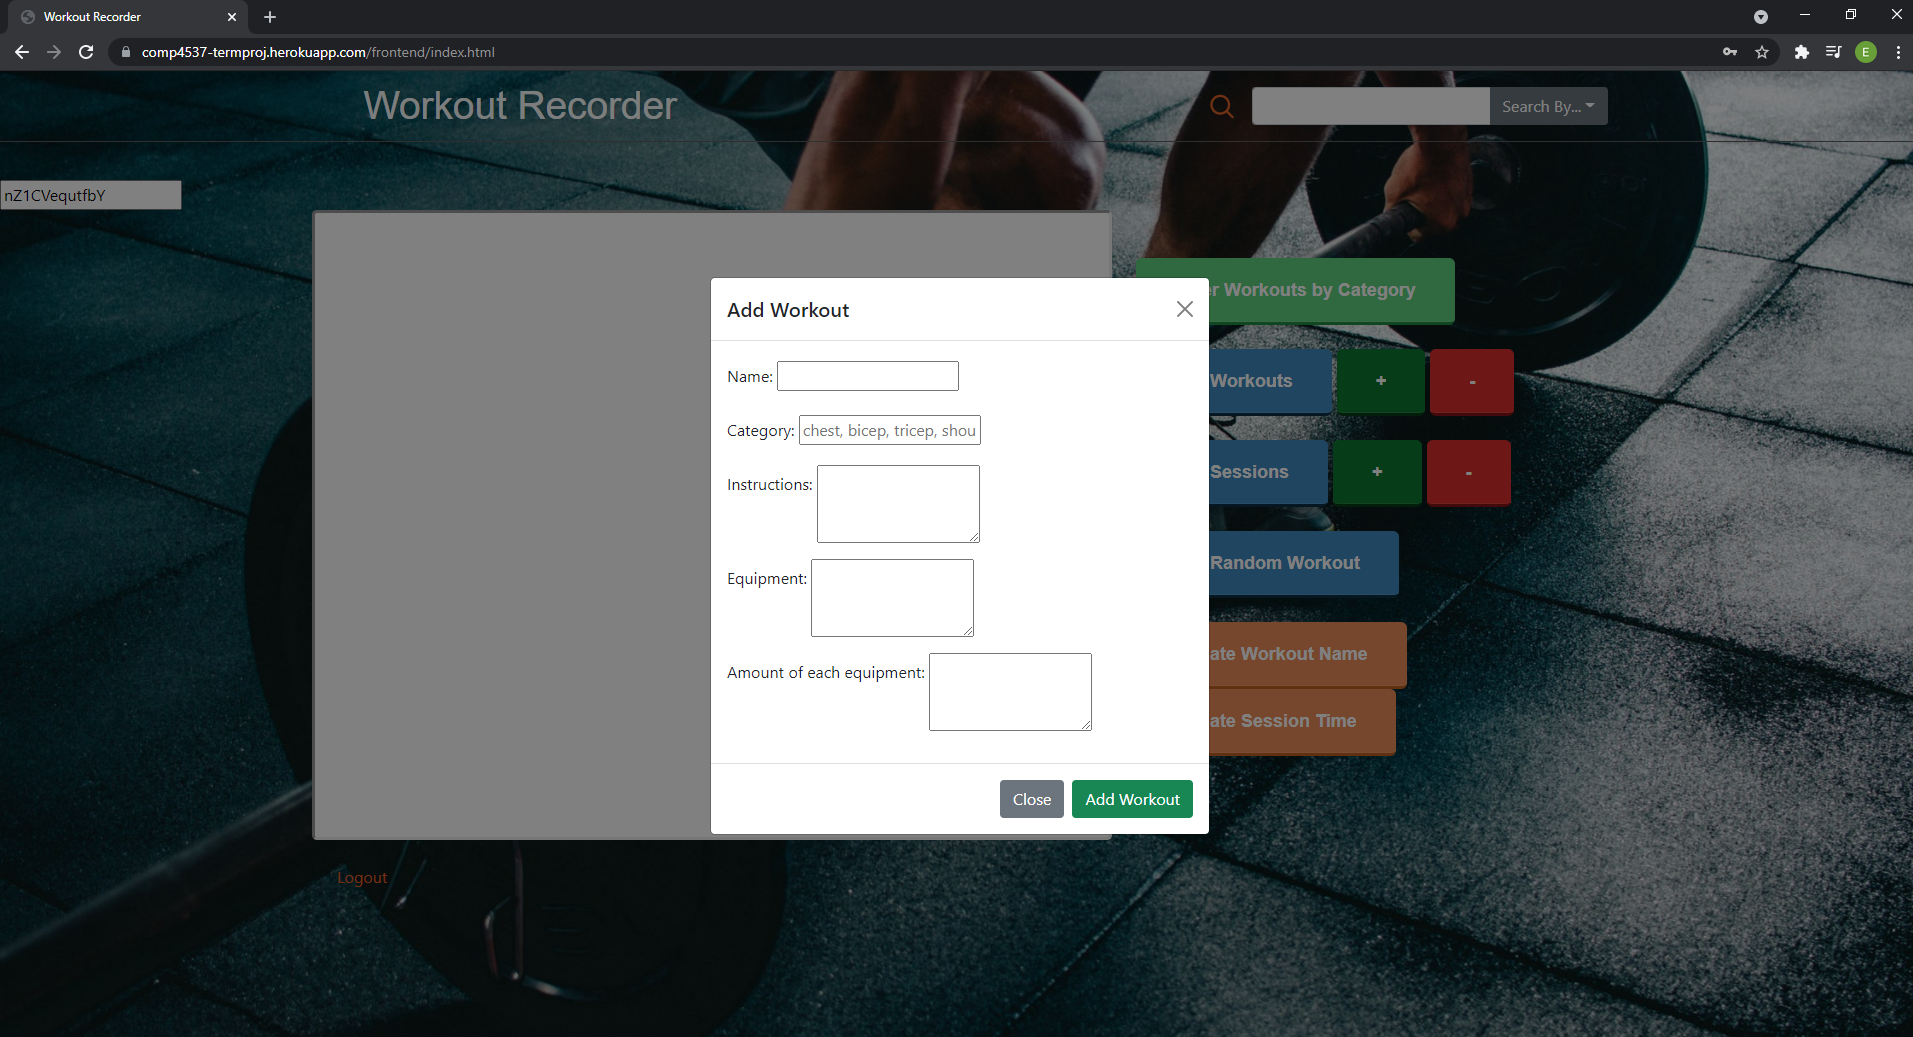 Workout Recorder
comp4537-termproj.herokuapp.com/frontend/index.html
E
Workout Recorder
Search By...
nZ1CVequtfbY
Workouts by Category
Add Workout
Name:
Workouts + -
Category: chest, bicep, tricep, shou
Sessions + -
Instructions:
Random Workout
Equipment:
Workout Name
Amount of each equipment:
Session Time
Close Add Workout
Logout